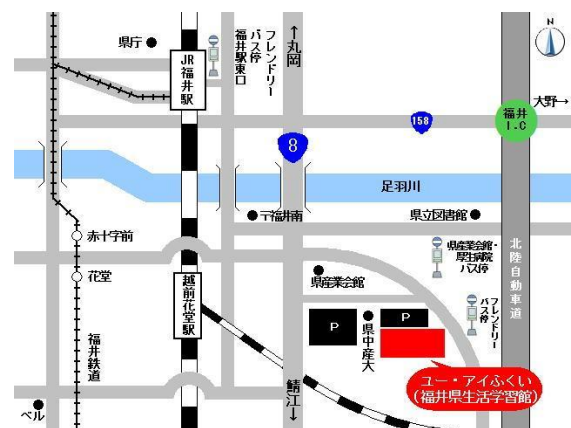 県庁
JR福井駅
フレンドリー
バス停
福井駅東口
↑丸岡
N
大野→
福井
I.C
158
8
足羽川
〒福井南
県立図書館
赤十字前
花堂
越前花堂駅
県産業会館
県産業会館・
厚生病院
バス停
北陸自動車道
フレンドリー
バス停
P
P
県中産大
福井鉄道
ベル
鯖江↓
ユー・アイふくい
(福井県生活学習館)